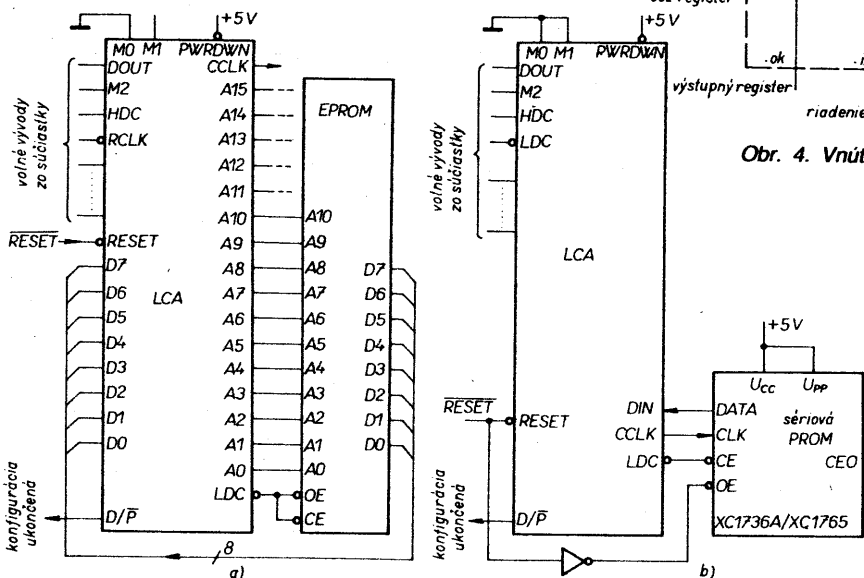 +5V
M0 M1 PWRDWN
DOUT CCLK
M2
HDC
RCLK
voľné vývody
zo súčiastky
RESET
RESET
D7
D6
D5
D4
D3
D2
D1
D0
LCA
A15
A14
A13
A12
A11
A10
A9
A8
A7
A6
A5
A4
A3
A2
A1
A0
LDC
D/P
konfigurácia
ukončená
8
a)
EPROM
A10
A9
A8
A7
A6
A5
A4
A3
A2
A1
A0
OE
CE
D7
D6
D5
D4
D3
D2
D1
D0
+5V
M0 M1 PWRDWN
DOUT
M2
HDC
LDC
voľné vývody
zo súčiastky
LCA
RESET
RESET
DIN
CCLK
LDC
D/P
konfigurácia
ukončená
b)
+5V
UCC UPP
DATA
CLK
CE
OE
CEO
sériová
PROM
XC1736A/XC1765
register
.ok
výstupný register
riadenie
Obr. 4. Vnút